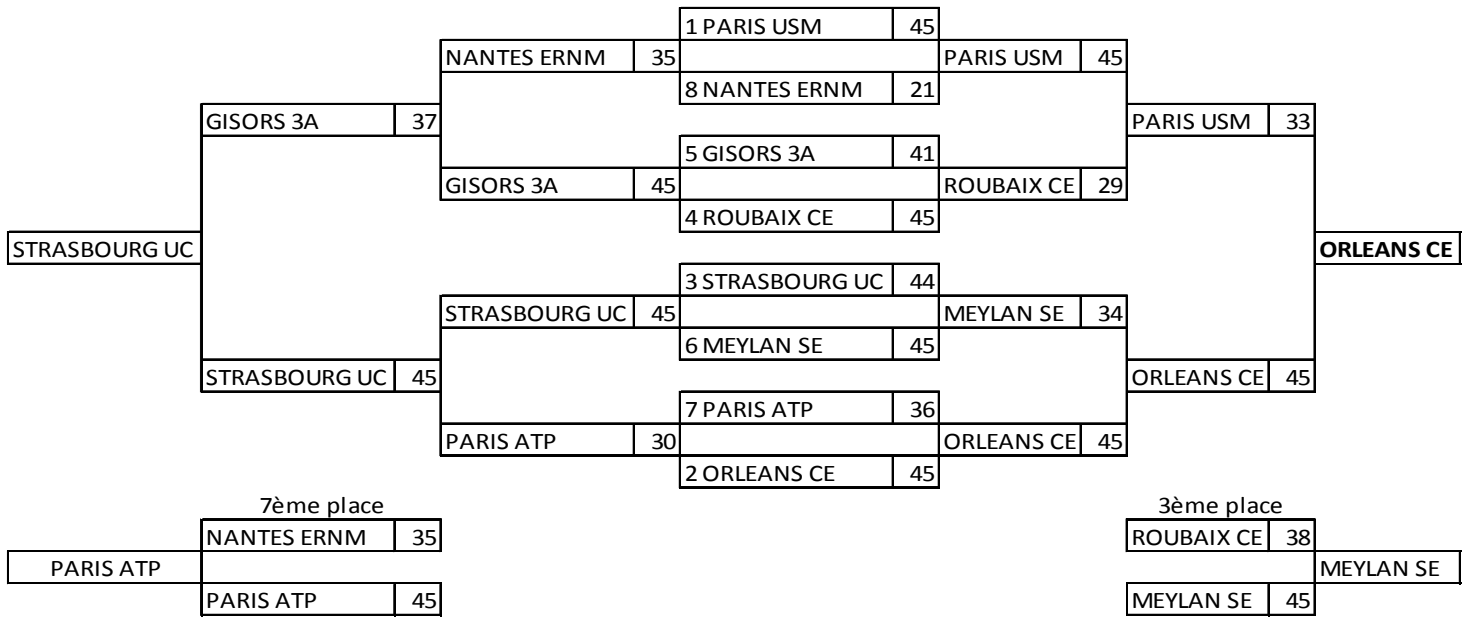 1 PARIS USM 45
NANTES ERNM 35 PARIS USM 45
8 NANTES ERNM 21
GISORS 3A 37 PARIS USM 33
5 GISORS 3A 41
GISORS 3A 45 ROUBAIX CE 29
4 ROUBAIX CE 45
STRASBOURG UC ORLEANS CE
3 STRASBOURG UC 44
STRASBOURG UC 45 MEYLAN SE 34
6 MEYLAN SE 45
STRASBOURG UC 45 ORLEANS CE 45
7 PARIS ATP 36
PARIS ATP 30 ORLEANS CE 45
2 ORLEANS CE 45
7ème place 3ème place
NANTES ERNM 35 ROUBAIX CE 38
PARIS ATP MEYLAN SE
PARIS ATP 45 MEYLAN SE 45